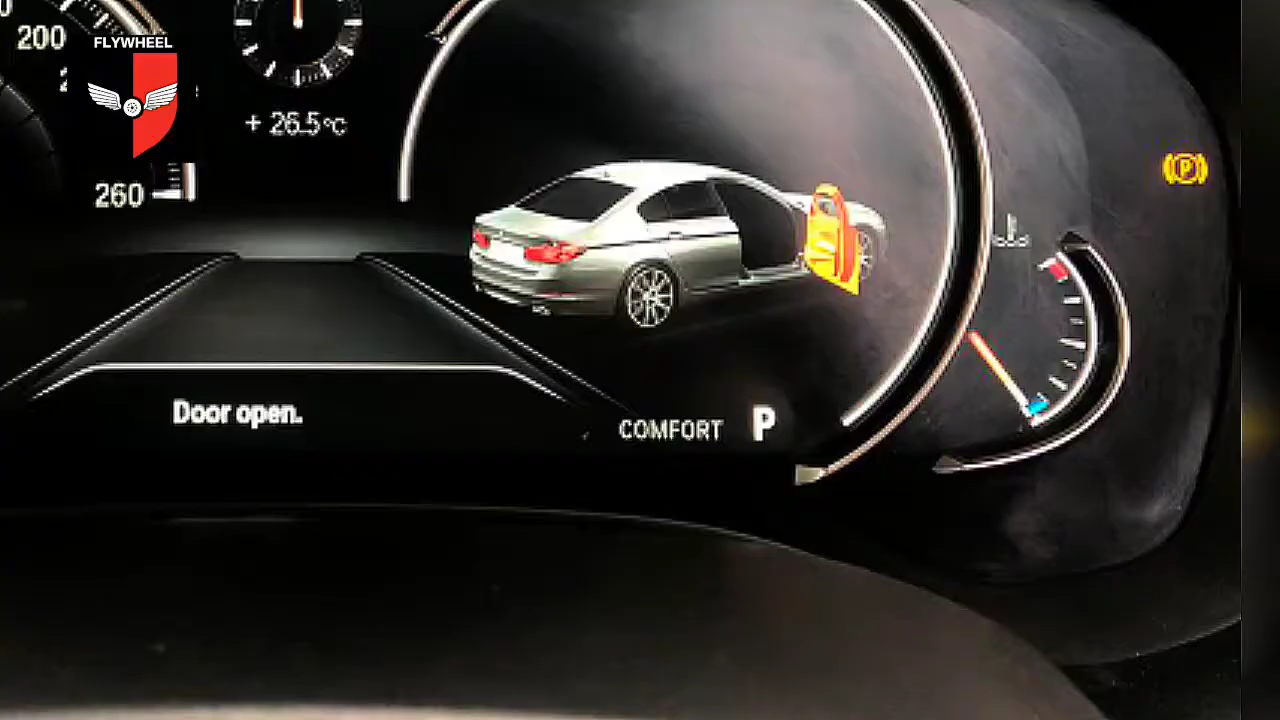 200
FLYWHEEL
+ 26.5°C
P
260
Door open.
COMFORT P